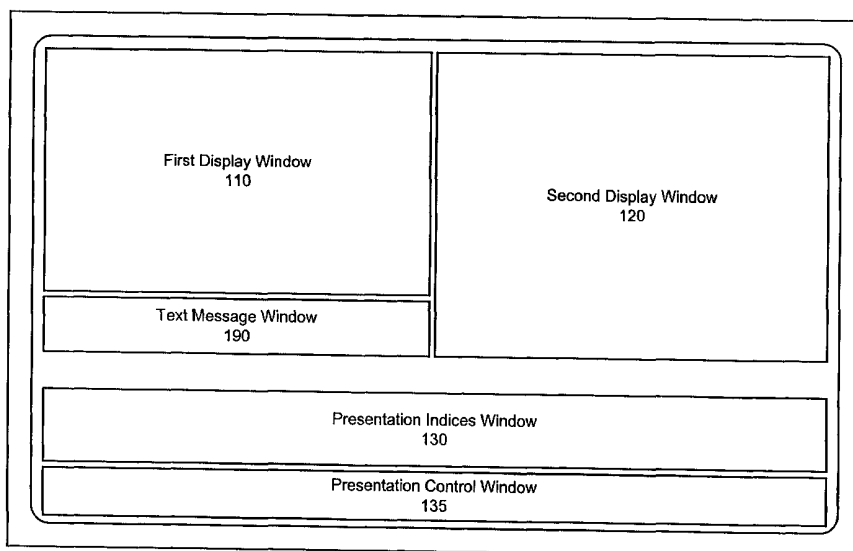 First Display Window
110
Second Display Window
120
Text Message Window
190
Presentation Indices Window
130
Presentation Control Window
135